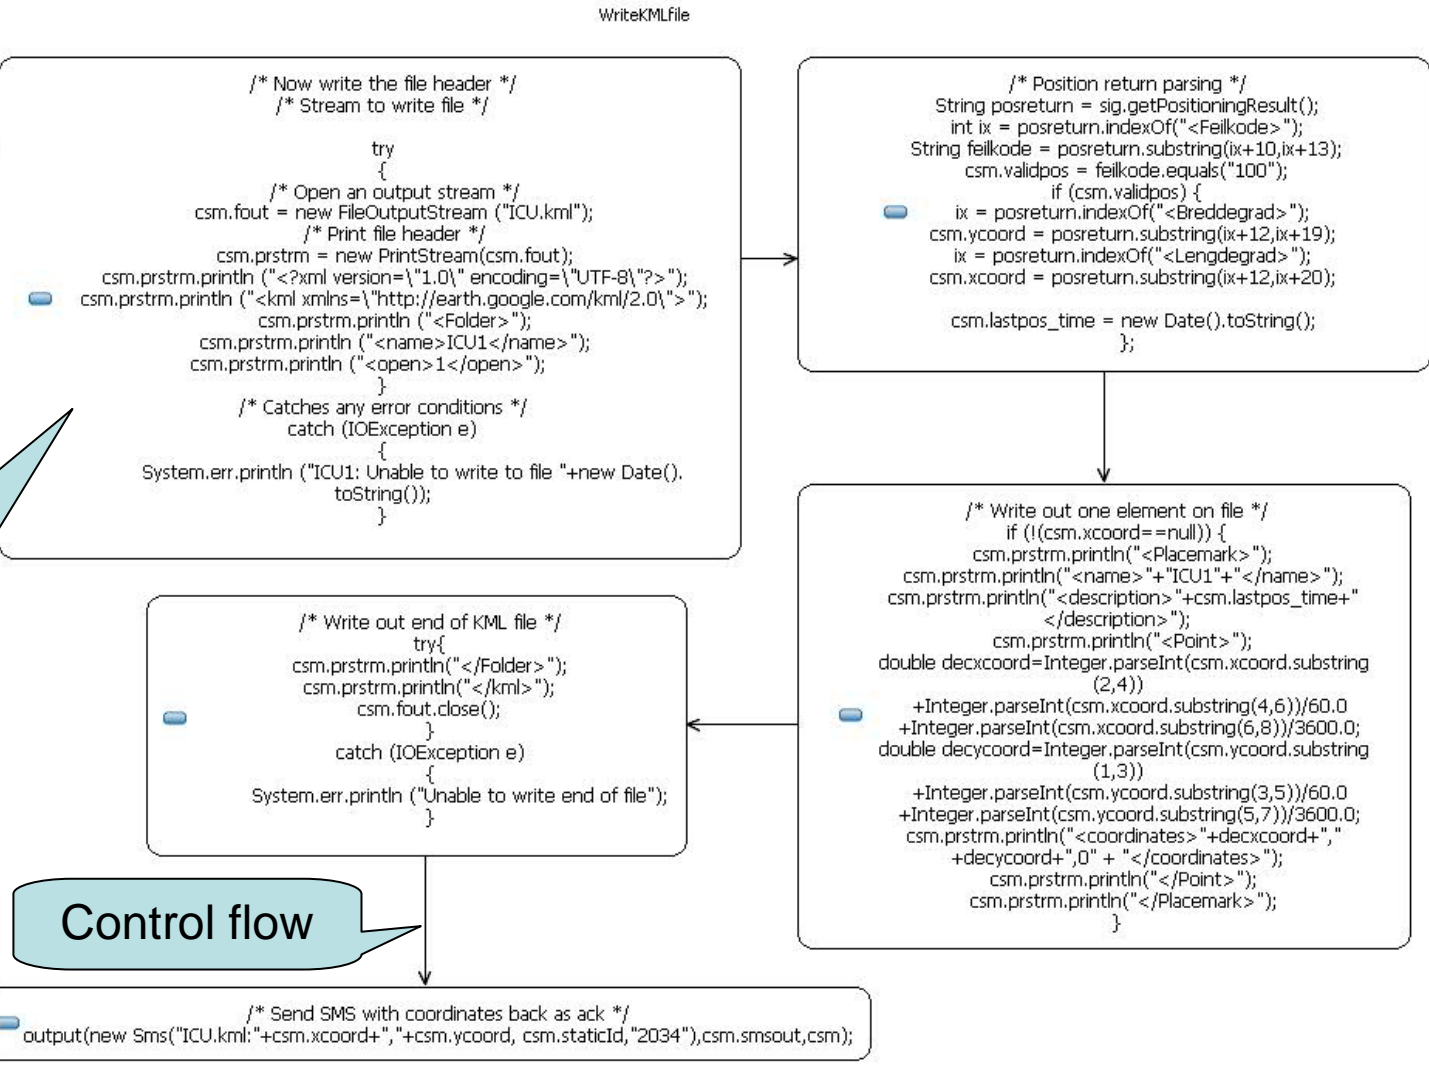 WriteKMLfile
/* Now write the file header */
/* Stream to write file */
try
{
/* Open an output stream */
csm.fout = new FileOutputStream ("ICU.kml");
/* Print file header */
csm.prstrm = new PrintStream(csm.fout);
csm.prstrm.println ("<?xml version=\"1.0\" encoding=\"UTF-8\"?>");
csm.prstrm.println ("<kml xmlns=\"http://earth.google.com/kml/2.0\">");
csm.prstrm.println ("<Folder>");
csm.prstrm.println ("<name>ICU1</name>");
csm.prstrm.println ("<open>1</open>");
}
/* Catches any error conditions */
catch (IOException e)
{
System.err.println ("ICU1: Unable to write to file "+new Date().
toString());
}
/* Position return parsing */
String posreturn = sig.getPositioningResult();
int ix = posreturn.indexOf("<Feilkode>");
String feilkode = posreturn.substring(ix+10,ix+13);
csm.validpos = feilkode.equals("100");
if (csm.validpos) {
ix = posreturn.indexOf("<Breddegrad>");
csm.ycoord = posreturn.substring(ix+12,ix+19);
ix = posreturn.indexOf("<Lengdegrad>");
csm.xcoord = posreturn.substring(ix+12,ix+20);
csm.lastpos_time = new Date().toString();
};
/* Write out one element on file */
if (!(csm.xcoord==null)) {
csm.prstrm.println("<Placemark>");
csm.prstrm.println("<name>"+"ICU1"+"</name>");
csm.prstrm.println("<description>"+csm.lastpos_time+"
</description>");
csm.prstrm.println("<Point>");
double decxcoord=Integer.parseInt(csm.xcoord.substring
(2,4))
+Integer.parseInt(csm.xcoord.substring(4,6))/60.0
+Integer.parseInt(csm.xcoord.substring(6,8))/3600.0;
double decycoord=Integer.parseInt(csm.ycoord.substring
(1,3))
+Integer.parseInt(csm.ycoord.substring(3,5))/60.0
+Integer.parseInt(csm.ycoord.substring(5,7))/3600.0;
csm.prstrm.println("<coordinates>"+decxcoord+","
+decycoord+",0" + "</coordinates>");
csm.prstrm.println("</Point>");
csm.prstrm.println("</Placemark>");
}
/* Write out end of KML file */
try{
csm.prstrm.println("</Folder>");
csm.prstrm.println("</kml>");
csm.fout.close();
}
catch (IOException e)
{
System.err.println ("Unable to write end of file");
}
Control flow
/* Send SMS with coordinates back as ack */
output(new Sms("ICU.kml:"+csm.xcoord+","+csm.ycoord, csm.staticId,"2034"),csm.smsout,csm);